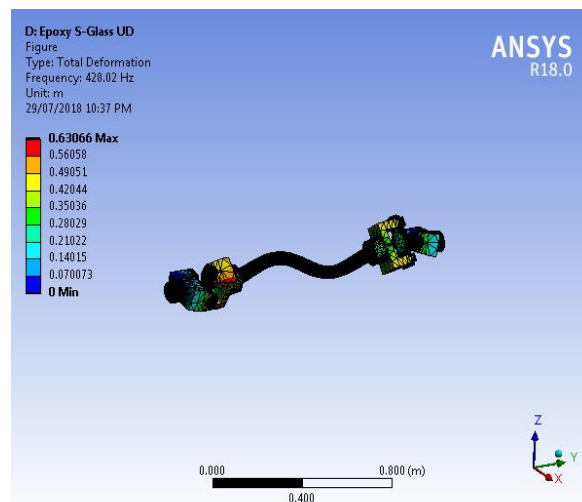 D: Epoxy S-Glass UD
Figure
Type: Total Deformation
Frequency: 428.02 Hz
Unit: m
29/07/2018 10:37 PM
ANSYS
R18.0
0.63066 Max
0.56058
0.49051
0.42044
0.35036
0.28029
0.21022
0.14015
0.070073
0 Min
Z
Y
X
0.000
0.800 (m)
0.400